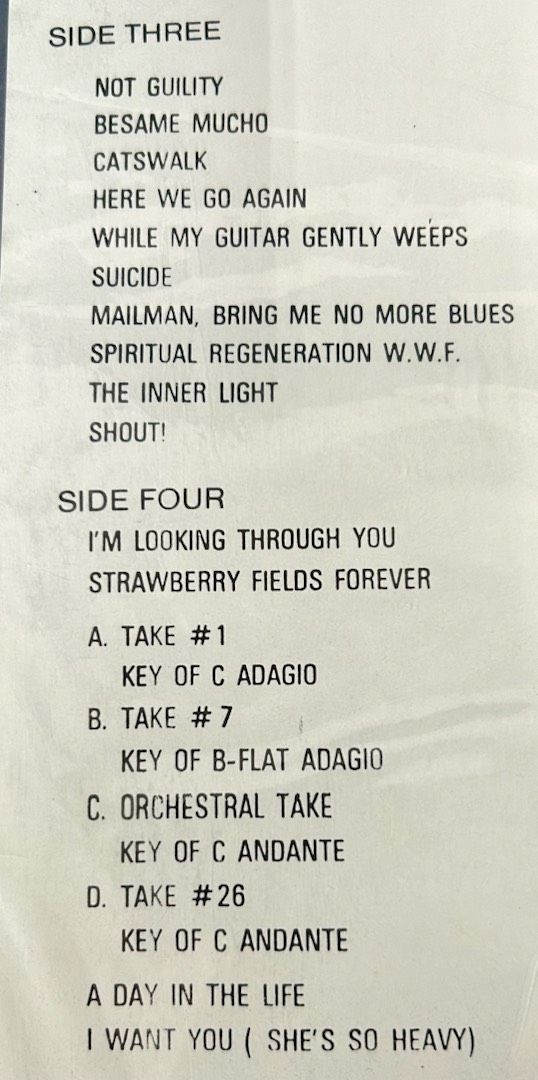 SIDE THREE
NOT GUILITY
BESAME MUCHO
CATSWALK
HERE WE GO AGAIN
WHILE MY GUITAR GENTLY WEEPS
SUICIDE
MAILMAN, BRING ME NO MORE BLUES
SPIRITUAL REGENERATION W.W.F.
THE INNER LIGHT
SHOUT!
SIDE FOUR
I'M LOOKING THROUGH YOU
STRAWBERRY FIELDS FOREVER
A. TAKE #1
KEY OF C ADAGIO
B. TAKE #7
KEY OF B-FLAT ADAGIO
C. ORCHESTRAL TAKE
KEY OF C ANDANTE
D. TAKE #26
KEY OF C ANDANTE
A DAY IN THE LIFE
I WANT YOU ( SHE'S SO HEAVY)